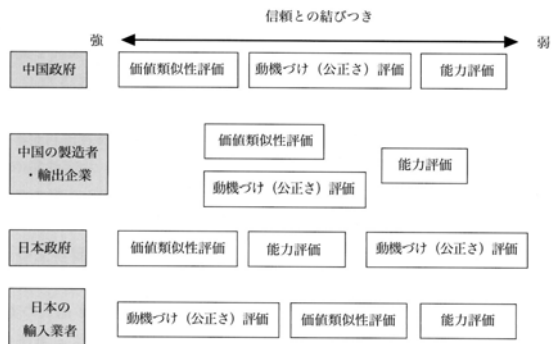 信頼との結びつき
強
弱
中国政府
価値類似性評価
動機づけ（公正さ）評価
能力評価
中国の製造者
・輸出企業
価値類似性評価
動機づけ（公正さ）評価
能力評価
日本政府
価値類似性評価
能力評価
動機づけ（公正さ）評価
日本の
輸入業者
動機づけ（公正さ）評価
価値類似性評価
能力評価